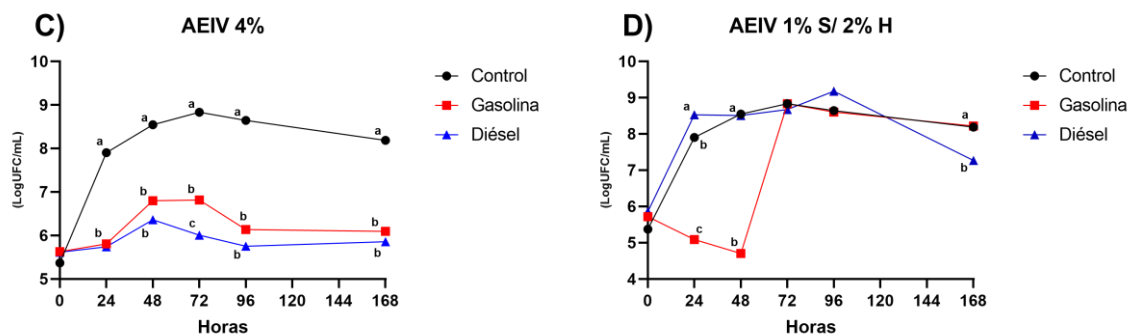 C)
AEIV 4%
(LogUFC/mL)
10
9
8
7
6
5
a
a
a
a
a
b
b
b
b
b
b
b
c
b
b
0 24 48 72 96 120 144 168
Horas
Control
Gasolina
Diésel
D)
AEIV 1% S/ 2% H
(LogUFC/mL)
10
9
8
7
6
5
4
a
a
b
c
b
a
b
0 24 48 72 96 120 144 168
Horas
Control
Gasolina
Diésel